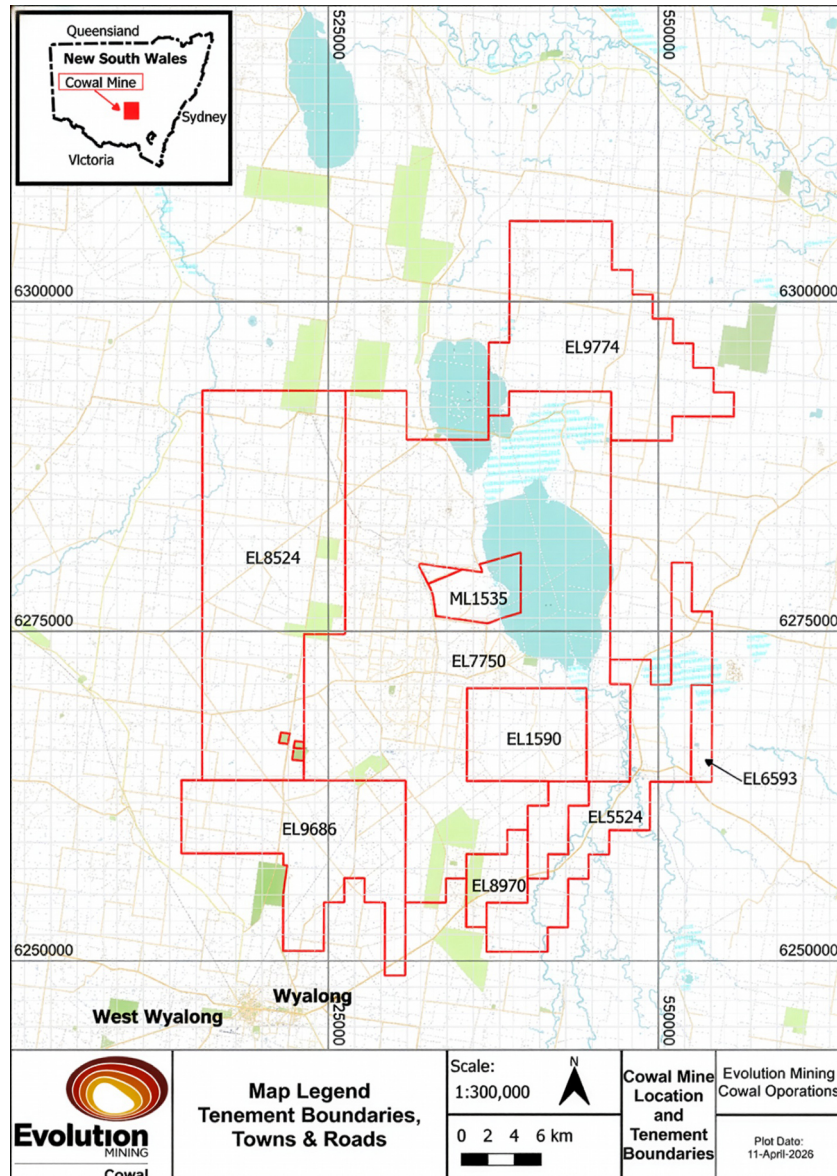 Queensland
New South Wales
Cowal Mine
Sydney
VIctoria
525000
550000
6300000
6300000
EL9774
EL8524
ML1535
6275000
6275000
EL7750
EL1590
EL6593
EL5524
EL9686
EL8970
6250000
6250000
Wyalong
West Wyalong
525000
550000
Evolution
MINING
Cowal
Map Legend
Tenement Boundaries,
Towns & Roads
Scale:
1:300,000
N
0 2 4 6 km
Cowal Mine
Location
and
Tenement
Boundaries
Evolution Mining
Cowal Oporations
Plot Date:
11-April-2026